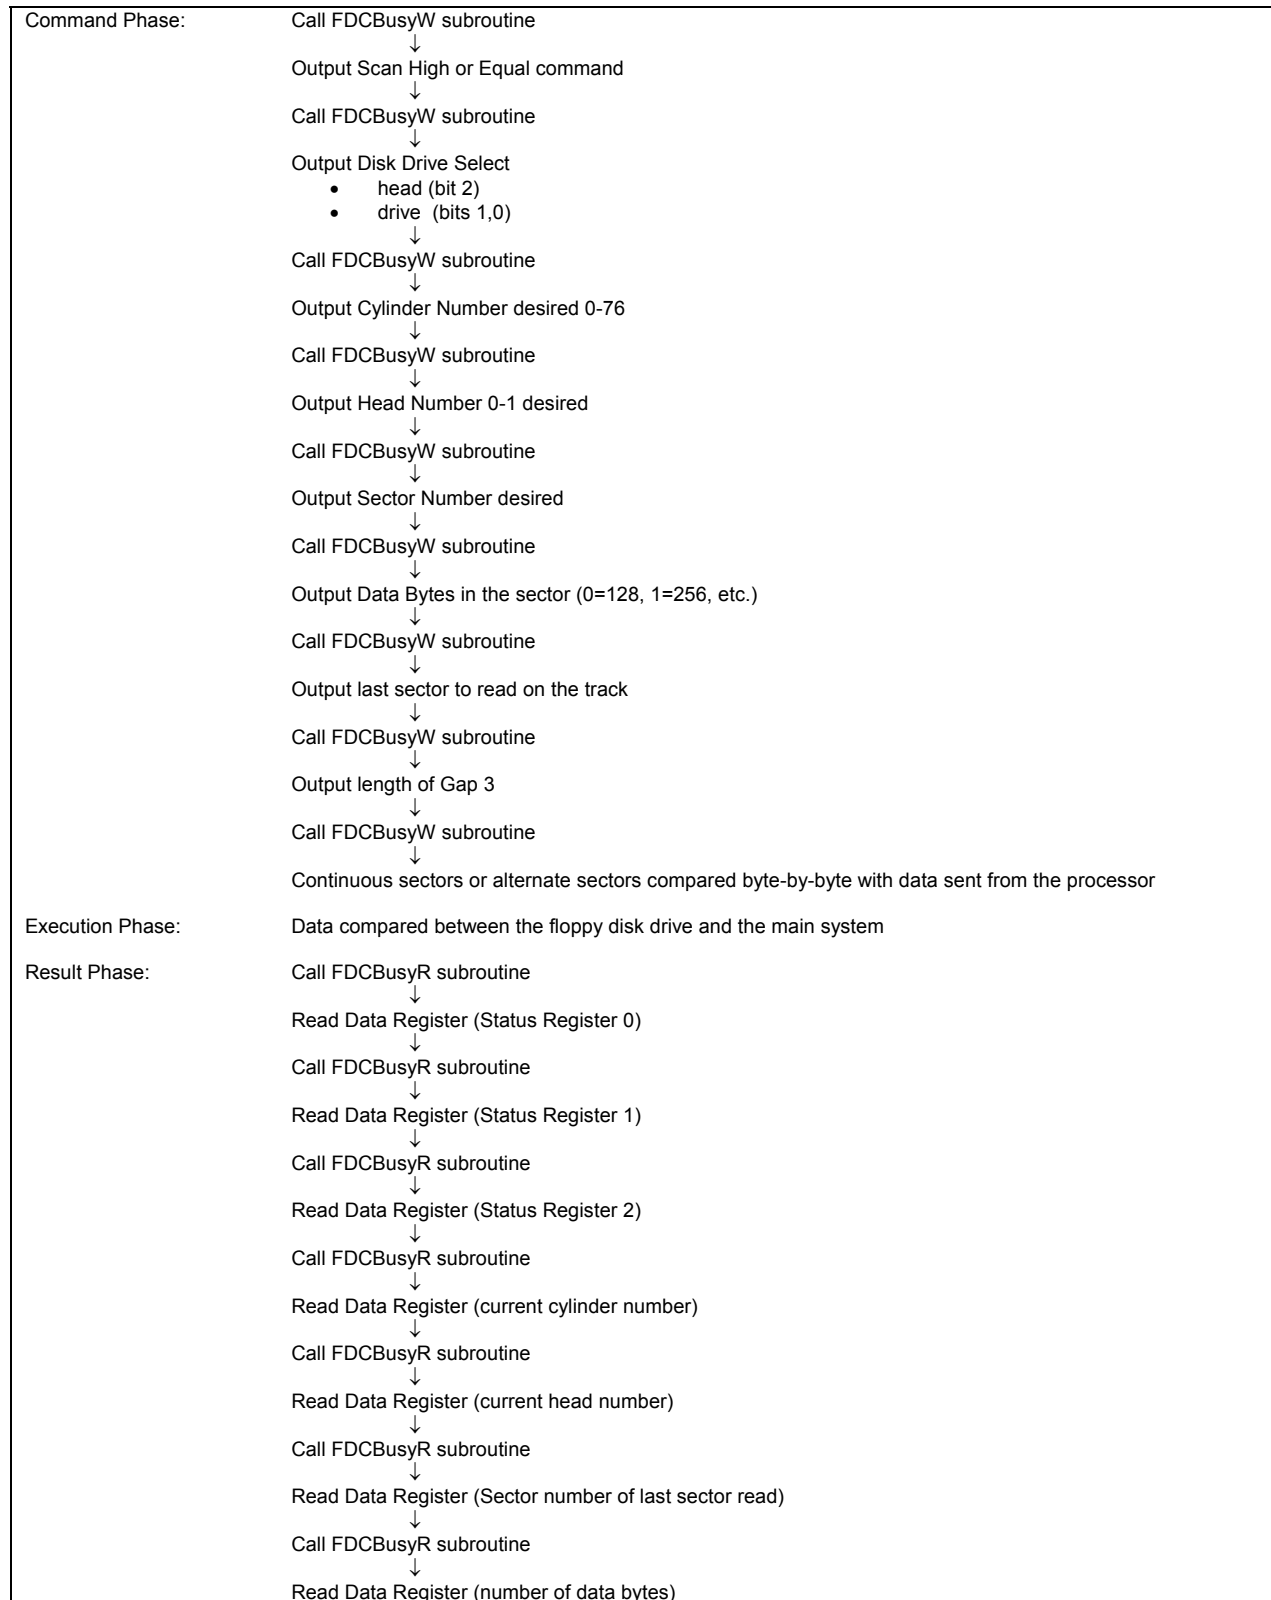 Command Phase: Call FDCBusyW subroutine
↓
Output Scan High or Equal command
↓
Call FDCBusyW subroutine
↓
Output Disk Drive Select
• head (bit 2)
• drive (bits 1,0)
↓
Call FDCBusyW subroutine
↓
Output Cylinder Number desired 0-76
↓
Call FDCBusyW subroutine
↓
Output Head Number 0-1 desired
↓
Call FDCBusyW subroutine
↓
Output Sector Number desired
↓
Call FDCBusyW subroutine
↓
Output Data Bytes in the sector (0=128, 1=256, etc.)
↓
Call FDCBusyW subroutine
↓
Output last sector to read on the track
↓
Call FDCBusyW subroutine
↓
Output length of Gap 3
↓
Call FDCBusyW subroutine
↓
Continuous sectors or alternate sectors compared byte-by-byte with data sent from the processor
Execution Phase: Data compared between the floppy disk drive and the main system
Result Phase: Call FDCBusyR subroutine
↓
Read Data Register (Status Register 0)
↓
Call FDCBusyR subroutine
↓
Read Data Register (Status Register 1)
↓
Call FDCBusyR subroutine
↓
Read Data Register (Status Register 2)
↓
Call FDCBusyR subroutine
↓
Read Data Register (current cylinder number)
↓
Call FDCBusyR subroutine
↓
Read Data Register (current head number)
↓
Call FDCBusyR subroutine
↓
Read Data Register (Sector number of last sector read)
↓
Call FDCBusyR subroutine
↓
Read Data Register (number of data bytes)